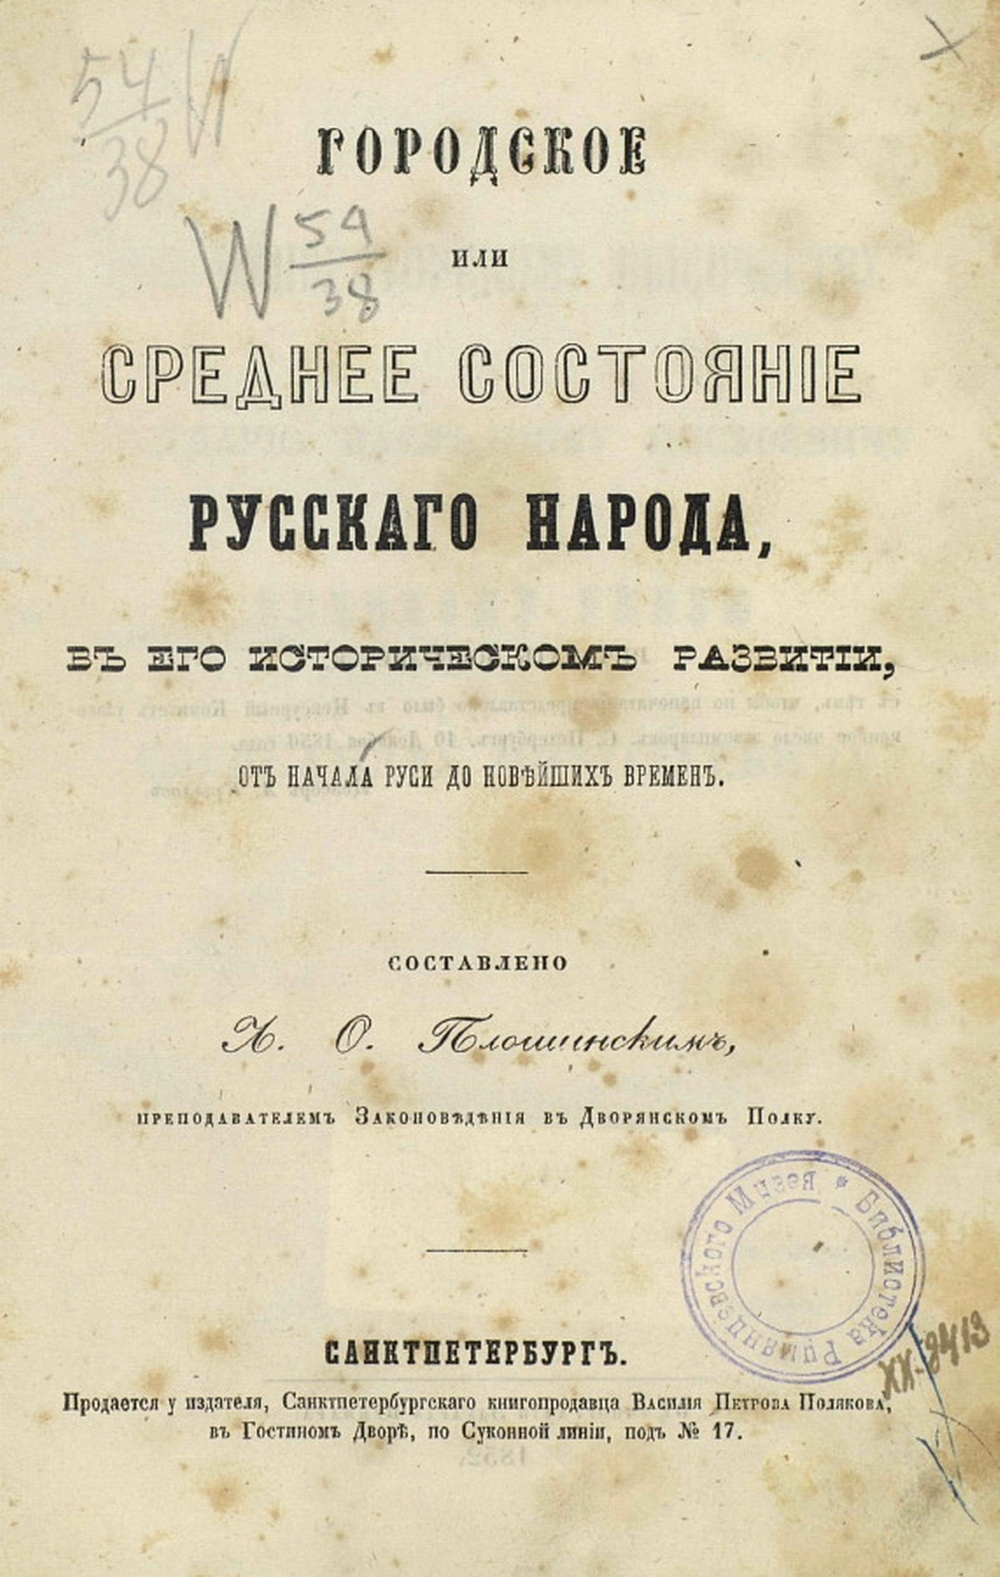 54 W
38
ГОРОДСКОЕ
W 54
38
ИЛИ
СРЕДНЕЕ СОСТОЯНІЕ
РУССКАГО НАРОДА,
ВЪ ЕГО ИСТОРИЧЕСКОМЪ РАЗВИТІИ,
ОТЪ НАЧАЛА РУСИ ДО НОВѢЙШИХЪ ВРЕМЕНЪ.
СОСТАВЛЕНО
Л. О. Плошинскимъ,
ПРЕПОДАВАТЕЛЕМЪ ЗАКОНОВѢДѢНІЯ ВЪ ДВОРЯНСКОМЪ ПОЛКУ.
Библиотека Румянцевского Музея
САНКТПЕТЕРБУРГЪ.
XX-2413
Продается у издателя, Санктпетербургскаго книгопродавца ВАСИЛІЯ ПЕТРОВА ПОЛЯКОВА,
въ Гостиномъ Дворѣ, по Суконной линіи, подъ № 17.